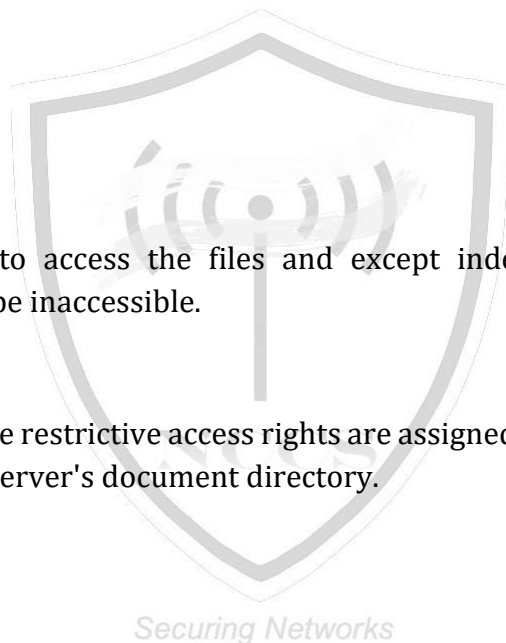 to access the files and except inde
be inaccessible.
e restrictive access rights are assigned
NCCS
erver's document directory.
Securing Networks